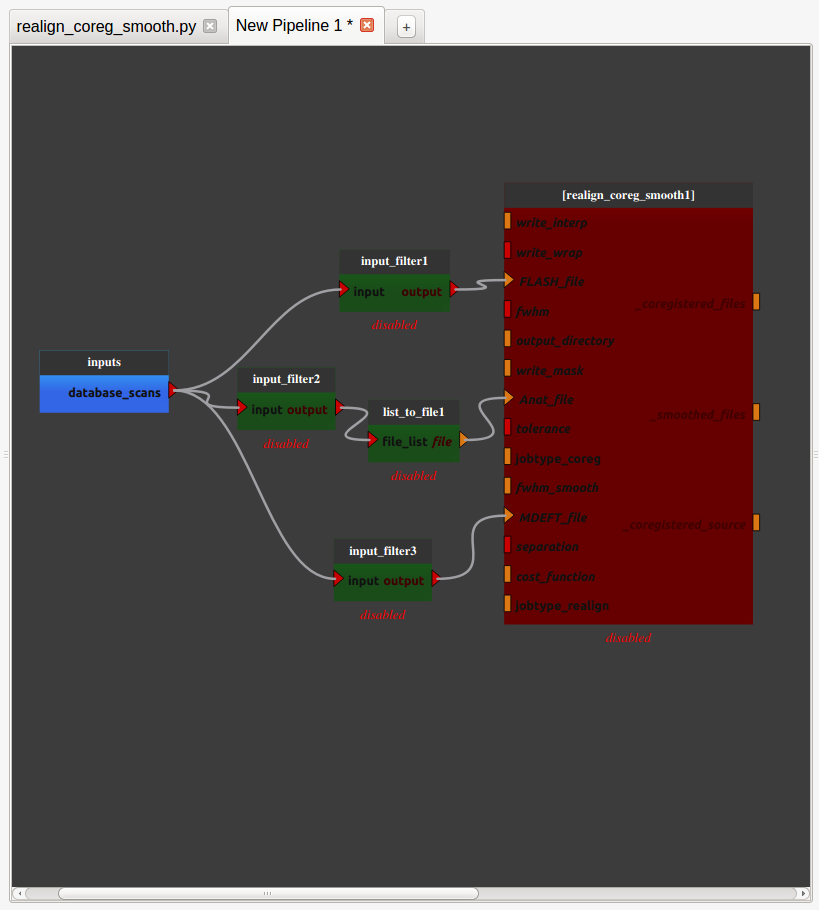 realign_coreg_smooth.py
New Pipeline 1 *
+
[realign_coreg_smooth1]
write_interp
write_wrap
FLASH_file
fwhm
output_directory
write_mask
Anat_file
tolerance
jobtype_coreg
fwhm_smooth
MDEFT_file
separation
cost_function
jobtype_realign
_coregistered_files
_smoothed_files
_coregistered_source
disabled
input_filter1
input output
disabled
inputs
database_scans
input_filter2
input output
disabled
list_to_file1
file_list file
disabled
input_filter3
input output
disabled